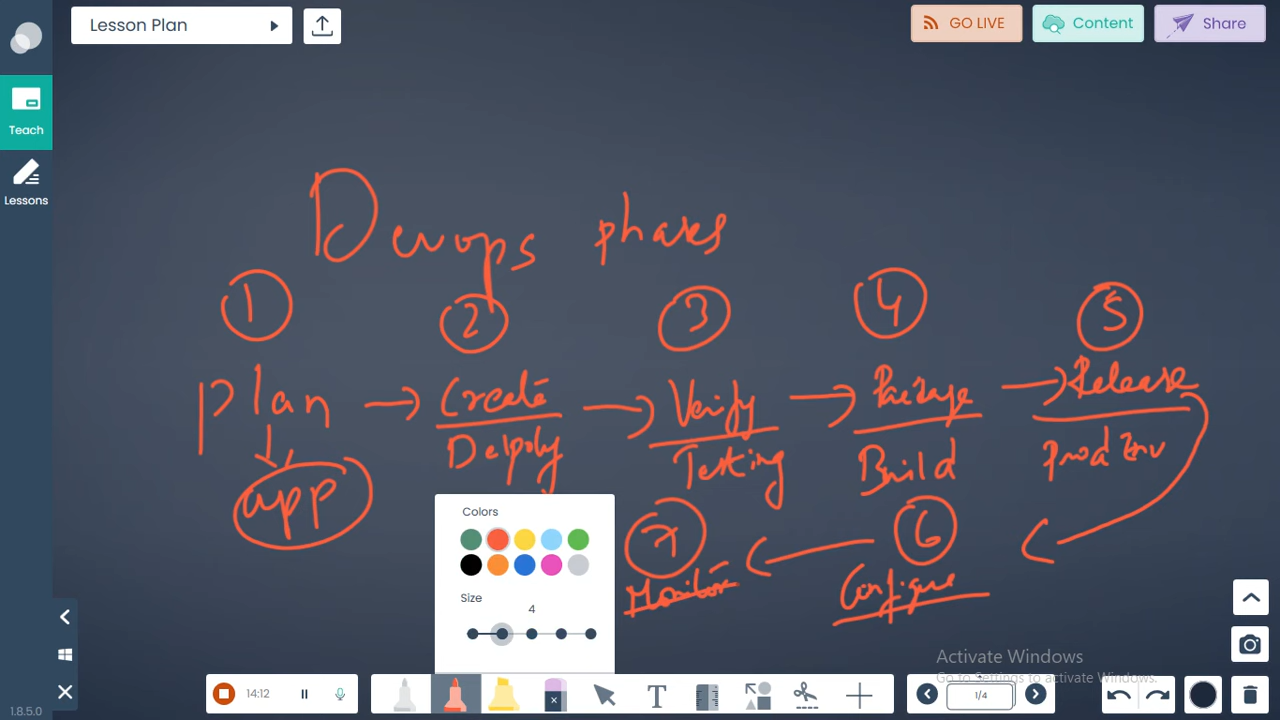 Lesson Plan
GO LIVE
Content
Share
Teach
Lessons
Devops phases
1 2 3 4 5
Plan → Create → Verify → Package → Release
Delpoly Testing Build Prod Env
app
7 6
Monitor Configure
Colors
Size
4
Activate Windows
Go to Settings to activate Windows.
14:12
T
1/4
1.8.5.0